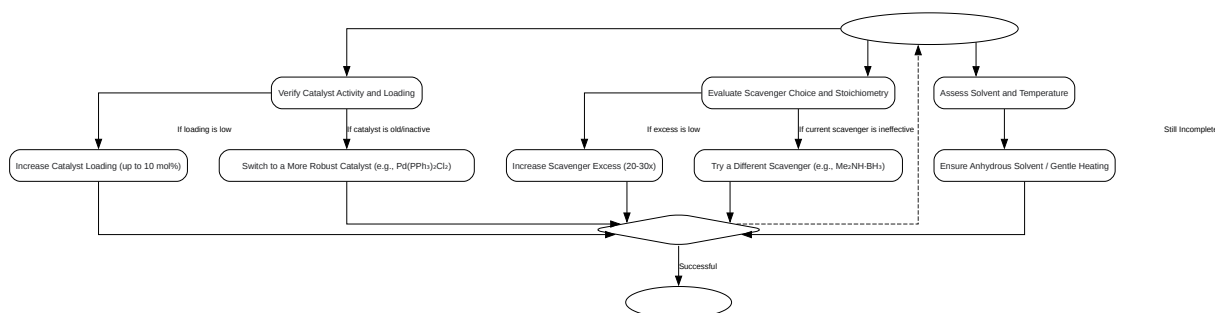 Verify Catalyst Activity and Loading
Evaluate Scavenger Choice and Stoichiometry
Assess Solvent and Temperature
If loading is low
If catalyst is old/inactive
If excess is low
If current scavenger is ineffective
Still Incomplete
Increase Catalyst Loading (up to 10 mol%)
Switch to a More Robust Catalyst (e.g., Pd(PPh₃)₂Cl₂)
Increase Scavenger Excess (20-30x)
Try a Different Scavenger (e.g., Me₂NH·BH₃)
Ensure Anhydrous Solvent / Gentle Heating
Successful